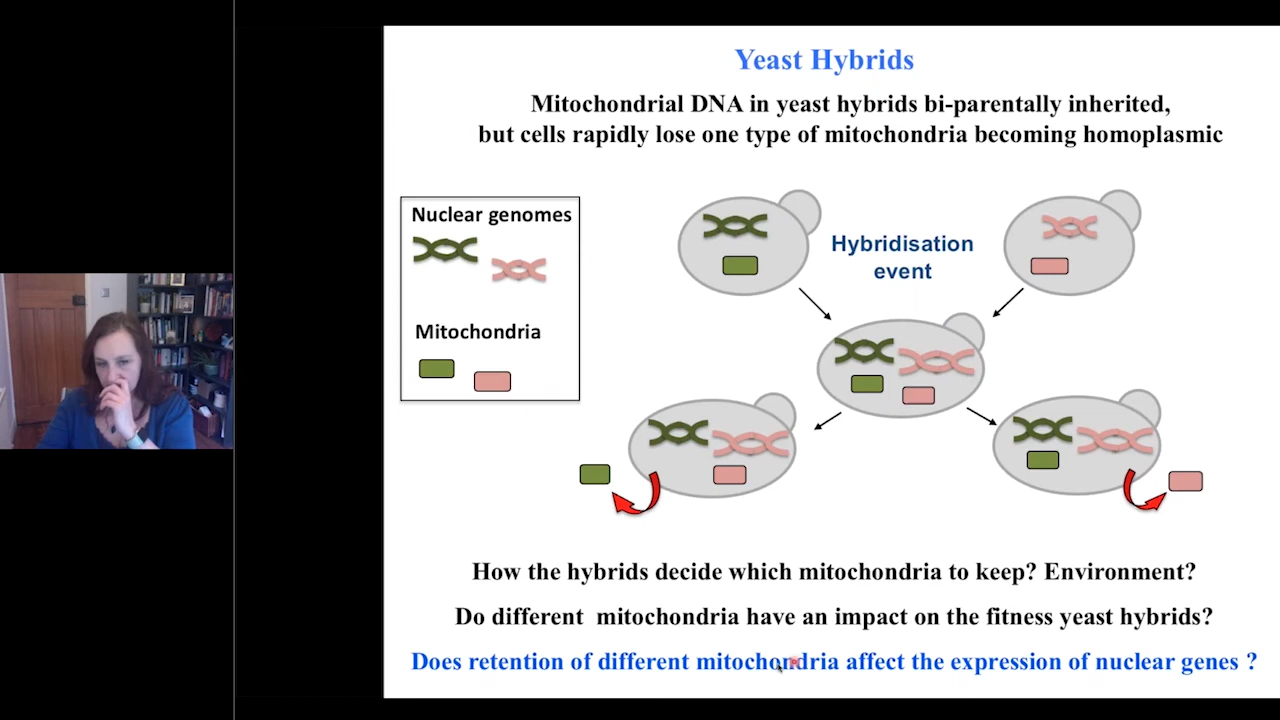 Yeast Hybrids
Mitochondrial DNA in yeast hybrids bi-parentally inherited,
but cells rapidly lose one type of mitochondria becoming homoplasmic
Nuclear genomes
Mitochondria
Hybridisation
event
How the hybrids decide which mitochondria to keep? Environment?
Do different mitochondria have an impact on the fitness yeast hybrids?
Does retention of different mitochondria affect the expression of nuclear genes ?